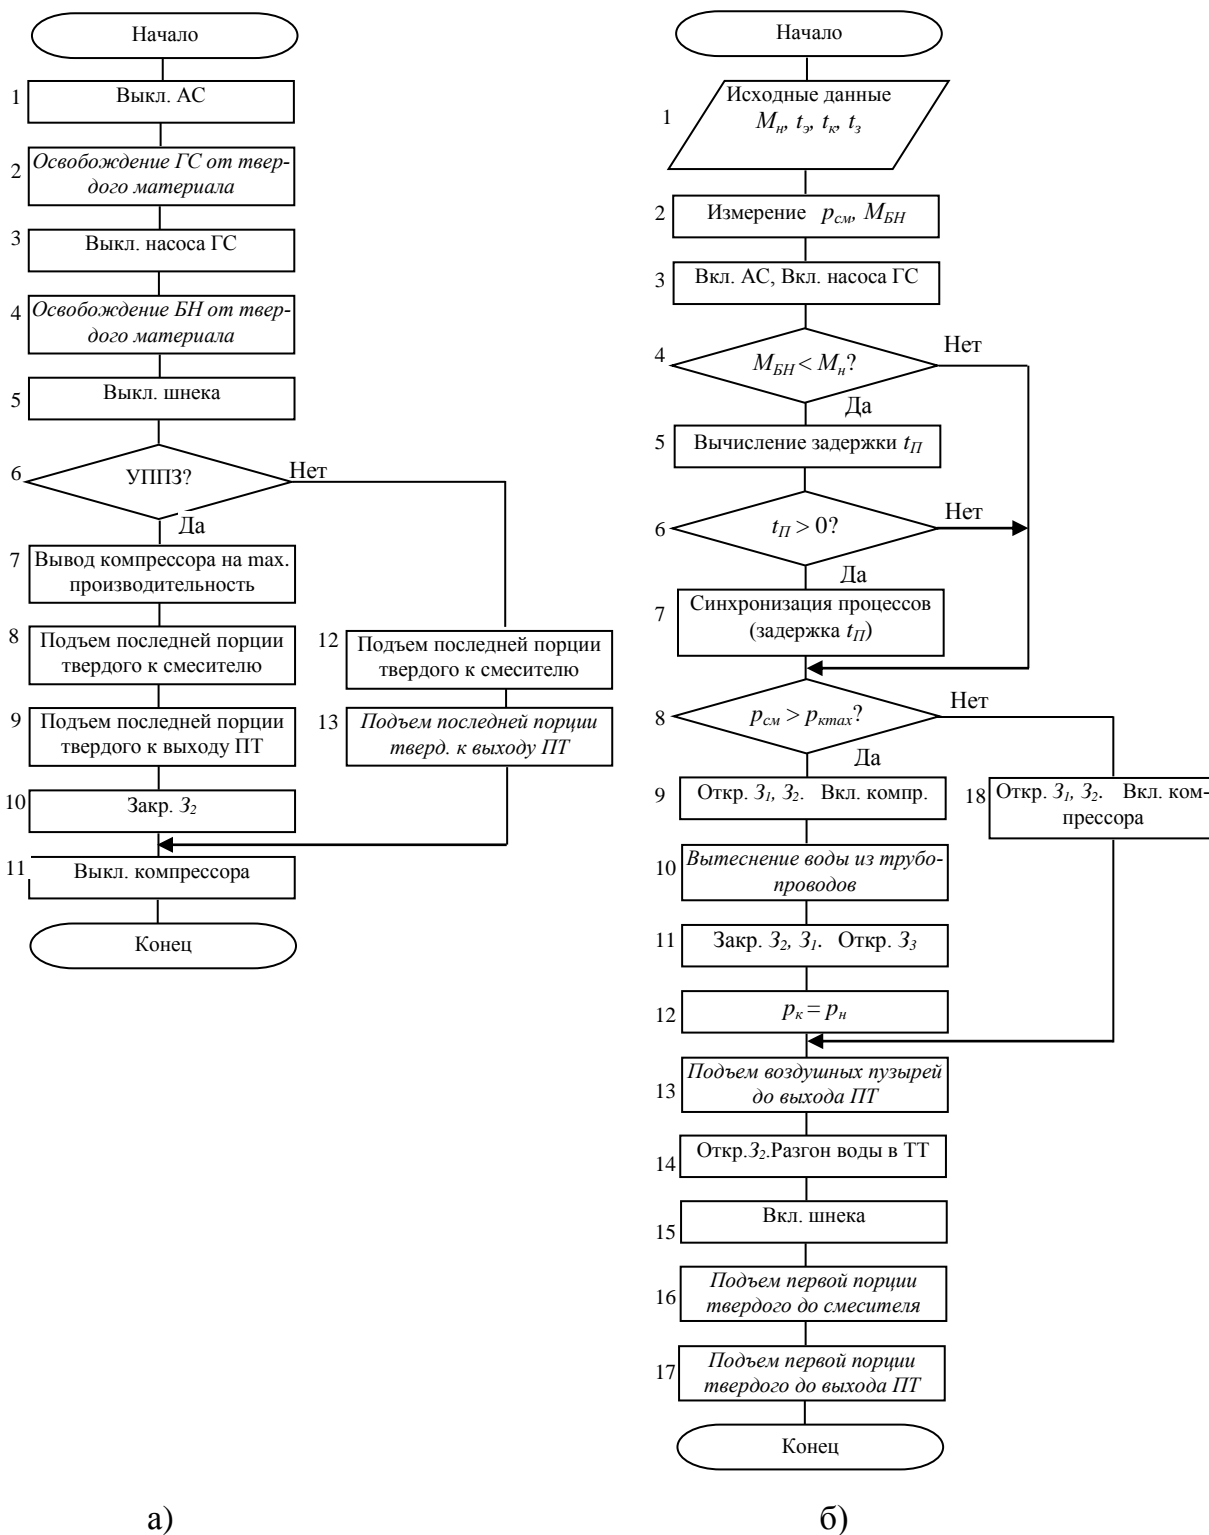 Начало
1
Выкл. АС
2
Освобождение ГС от твер-
дого материала
3
Выкл. насоса ГС
4
Освобождение БН от твер-
дого материала
5
Выкл. шнека
6
УППЗ?
Нет
Да
7
Вывод компрессора на max.
производительность
8
Подъем последней порции
твердого к смесителю
9
Подъем последней порции
твердого к выходу ПТ
10
Закр. З₂
11
Выкл. компрессора
Конец
12
Подъем последней порции
твердого к смесителю
13
Подъем последней порции
тверд. к выходу ПТ
а)
Начало
1
Исходные данные
Mн, tэ, tк, tз
2
Измерение pсм, MБН
3
Вкл. АС, Вкл. насоса ГС
4
MБН < Mн?
Нет
Да
5
Вычисление задержки tП
6
tП > 0?
Нет
Да
7
Синхронизация процессов
(задержка tП)
8
pсм > pкmax?
Нет
Да
9
Откр. З₁, З₂. Вкл. компр.
10
Вытеснение воды из трубо-
проводов
11
Закр. З₂, З₁. Откр. З₃
12
pк = pн
13
Подъем воздушных пузырей
до выхода ПТ
14
Откр.З₂.Разгон воды в ТТ
15
Вкл. шнека
16
Подъем первой порции
твердого до смесителя
17
Подъем первой порции
твердого до выхода ПТ
Конец
18
Откр. З₁, З₂. Вкл. ком-
прессора
б)